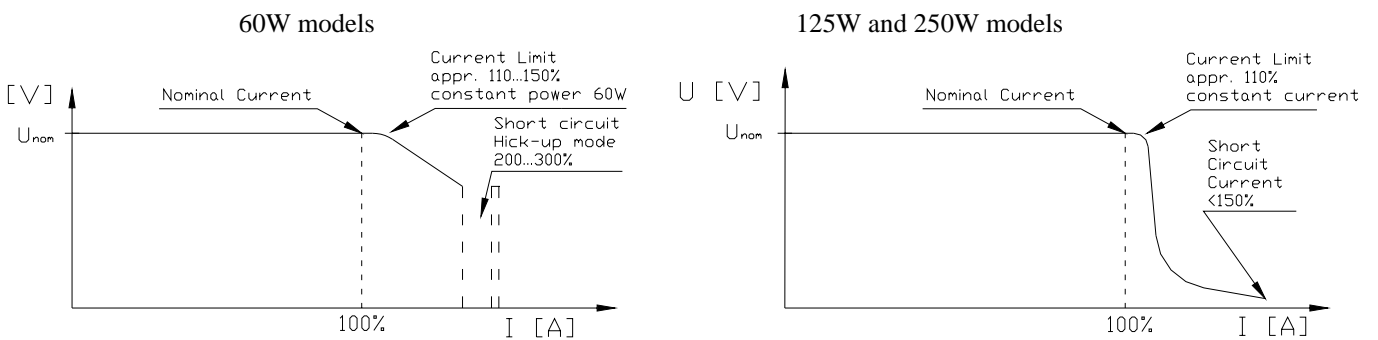 60W models
Current Limit
appr. 110...150%
constant power 60W
[V]
Nominal Current
Short circuit
Hick-up mode
200...300%
Unom
100%
I [A]
125W and 250W models
Current Limit
appr. 110%
constant current
U [V]
Nominal Current
Short
Circuit
Current
<150%
Unom
100%
I [A]